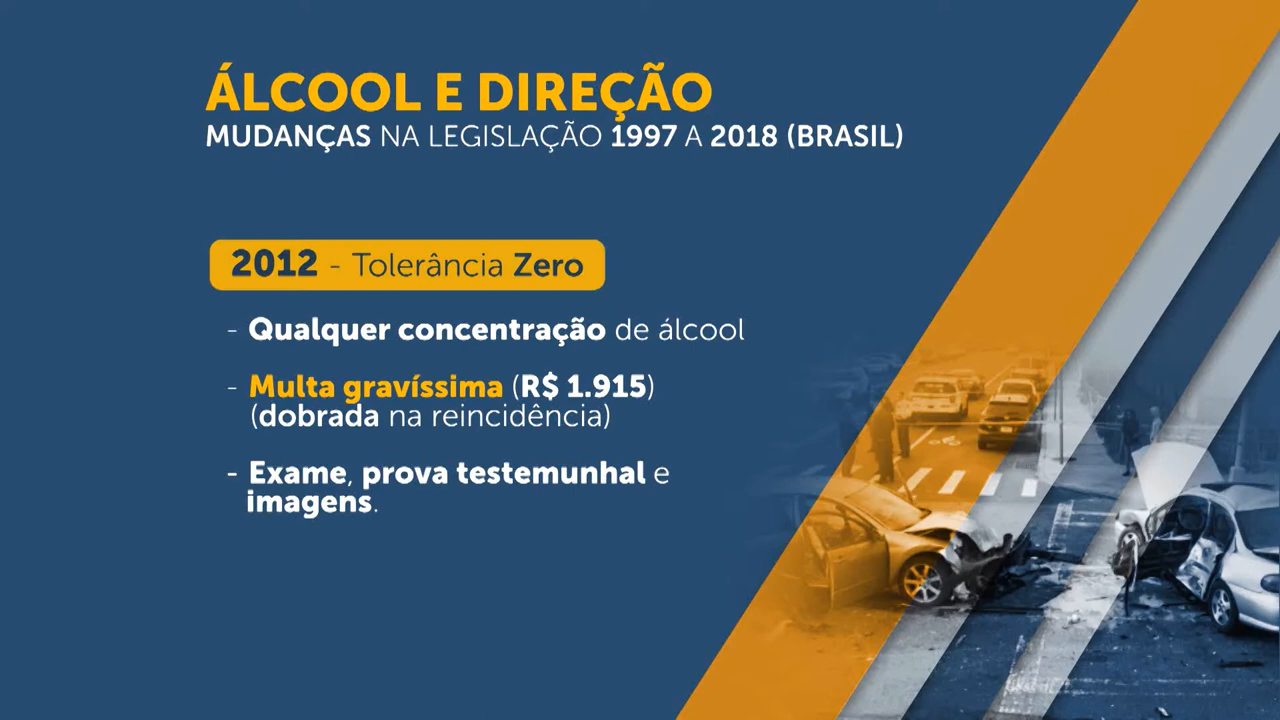 ÁLCOOL E DIREÇÃO
MUDANÇAS NA LEGISLAÇÃO 1997 A 2018 (BRASIL)
2012 - Tolerância Zero
- Qualquer concentração de álcool
- Multa gravíssima (R$ 1.915)
(dobrada na reincidência)
- Exame, prova testemunhal e
imagens.